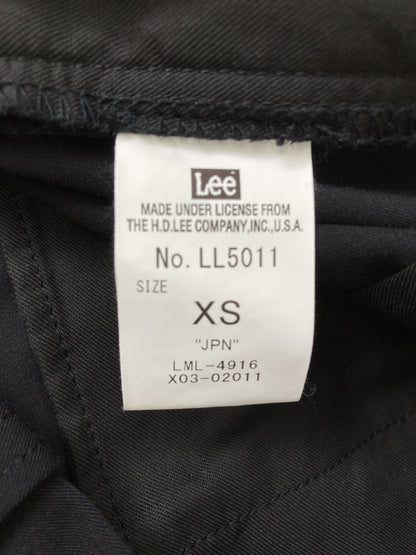 Lee
MADE UNDER LICENSE FROM
THE H.D.LEE COMPANY,INC.,U.S.A.
No. LL5011
SIZE
XS
"JPN"
LML-4916
X03-02011